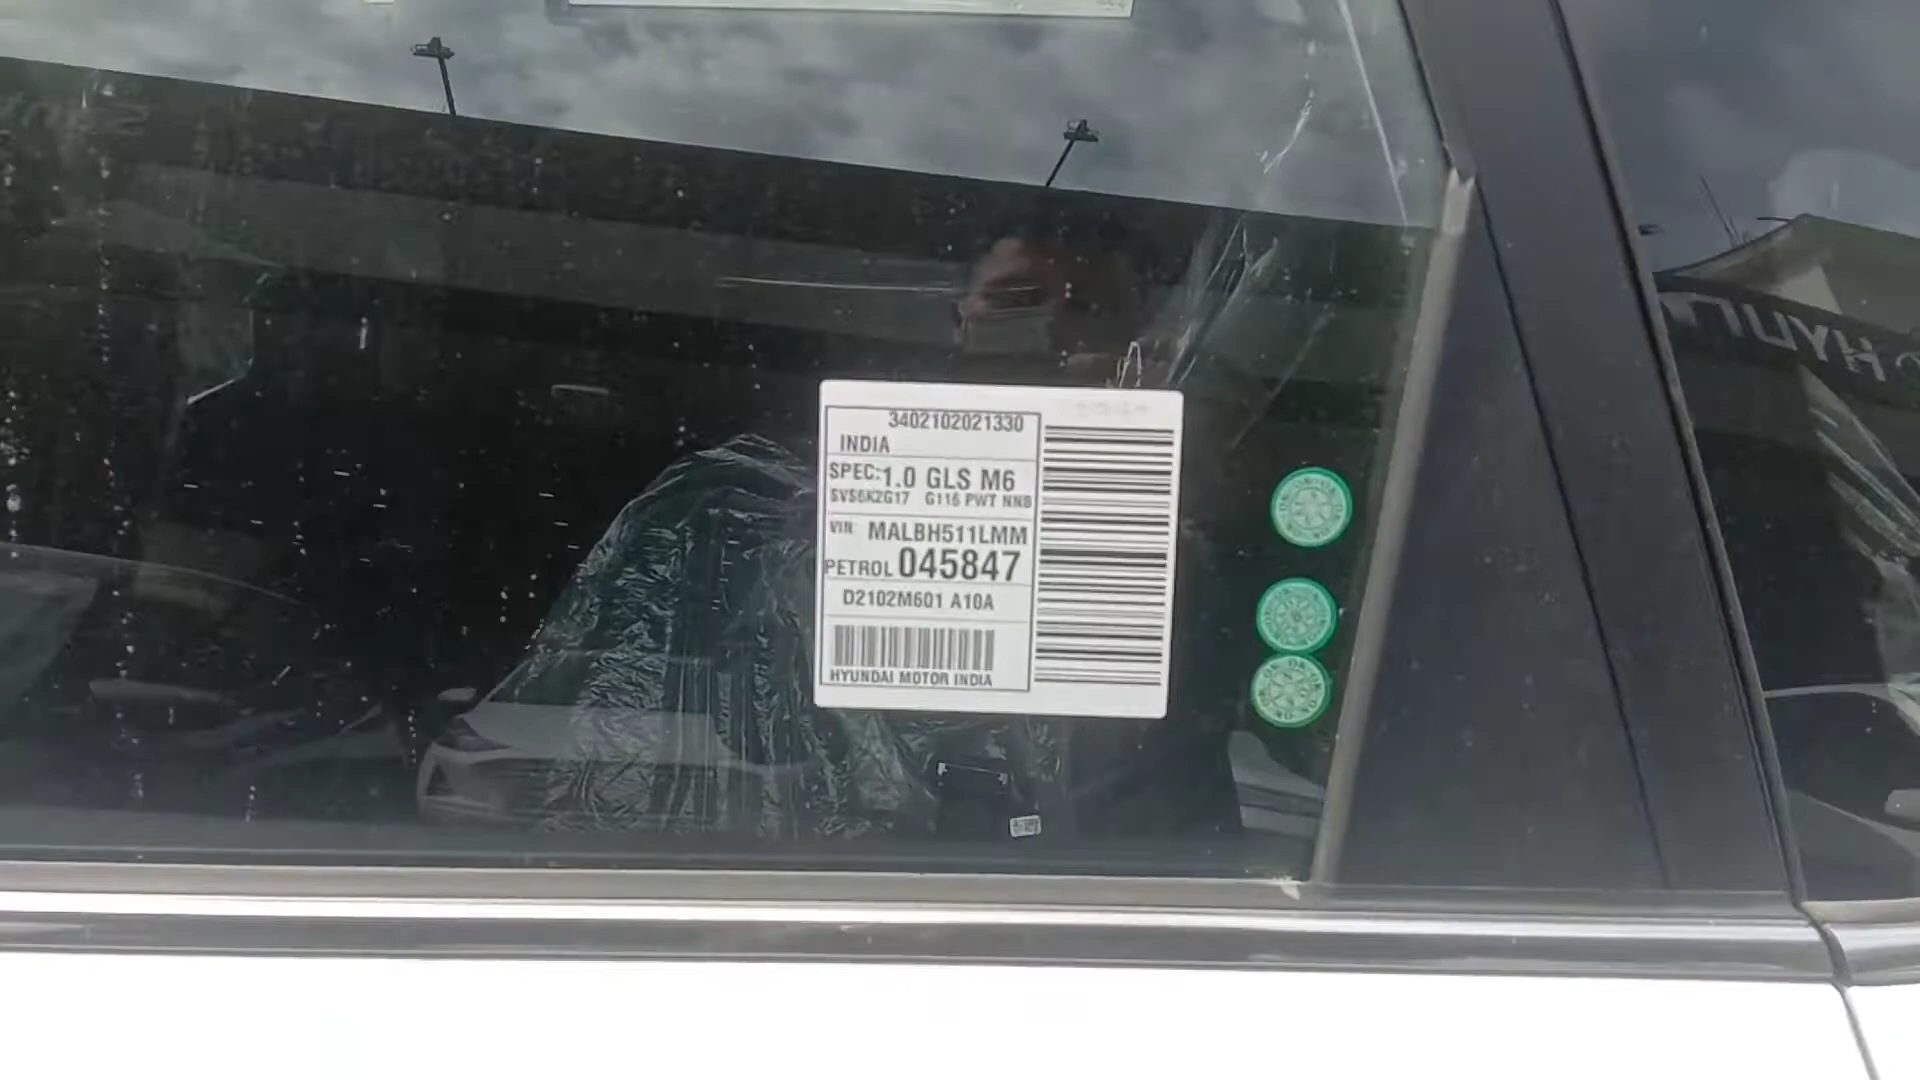 3402102021330
INDIA
SPEC:1.0 GLS M6
SVS6K2G17 G116 PWT NNB
VIN: MALBH511LMM
PETROL 045847
D2102M601 A10A
HYUNDAI MOTOR INDIA